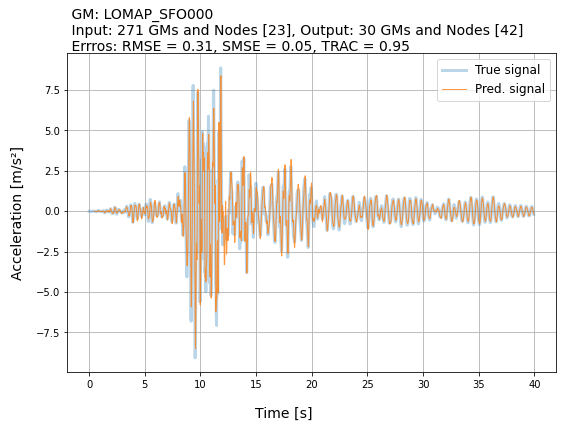 GM: LOMAP_SFO000
Input: 271 GMs and Nodes [23], Output: 30 GMs and Nodes [42]
Errros: RMSE = 0.31, SMSE = 0.05, TRAC = 0.95
True signal
Pred. signal
Acceleration [m/s²]
7.5
5.0
2.5
0.0
−2.5
−5.0
−7.5
0 5 10 15 20 25 30 35 40
Time [s]